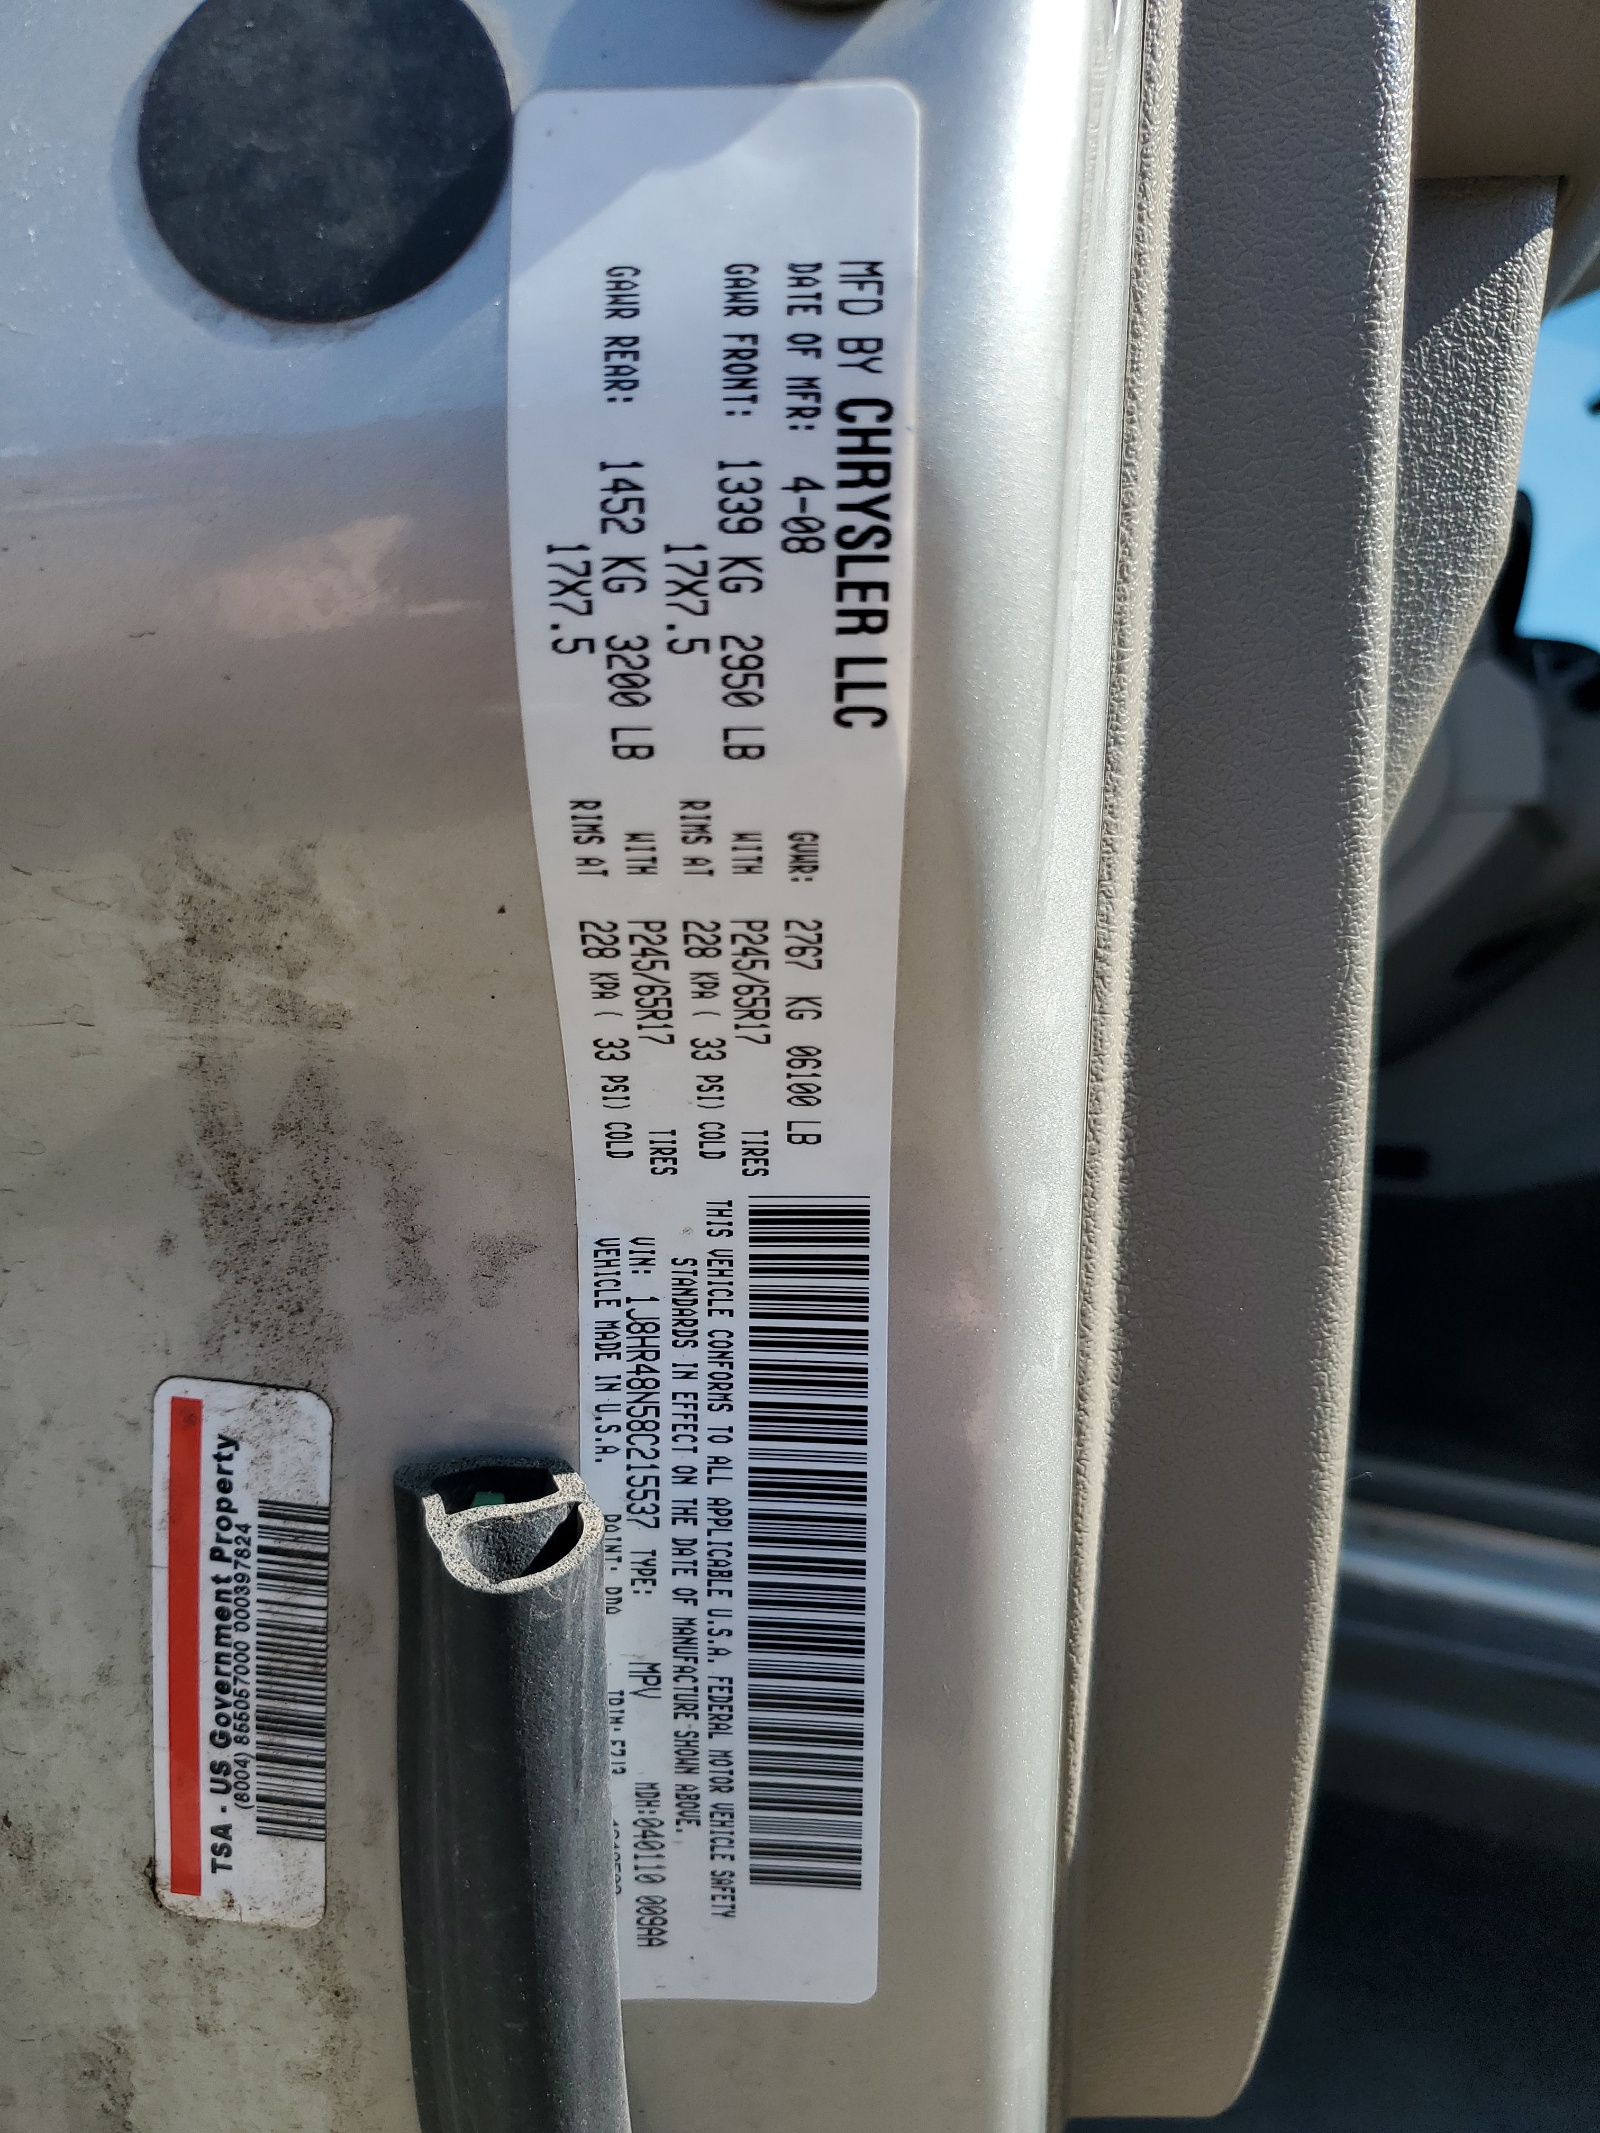 MFD BY CHRYSLER LLC
DATE OF MFR: 4-08 GVWR: 2767 KG 06100 LB
GAWR FRONT: 1339 KG 2950 LB WITH P245/65R17 TIRES
17X7.5 RIMS AT 228 KPA ( 33 PSI) COLD
GAWR REAR: 1452 KG 3200 LB WITH P245/65R17 TIRES
17X7.5 RIMS AT 228 KPA ( 33 PSI) COLD
THIS VEHICLE CONFORMS TO ALL APPLICABLE U.S.A. FEDERAL MOTOR VEHICLE SAFETY
STANDARDS IN EFFECT ON THE DATE OF MANUFACTURE SHOWN ABOVE.
VIN: 1J8HR48N58C215537 TYPE: MPV MDH:040110 009AA
VEHICLE MADE IN U.S.A. PAINT: TRIM:
TSA - US Government Property
(8004) 8550570000 000397824